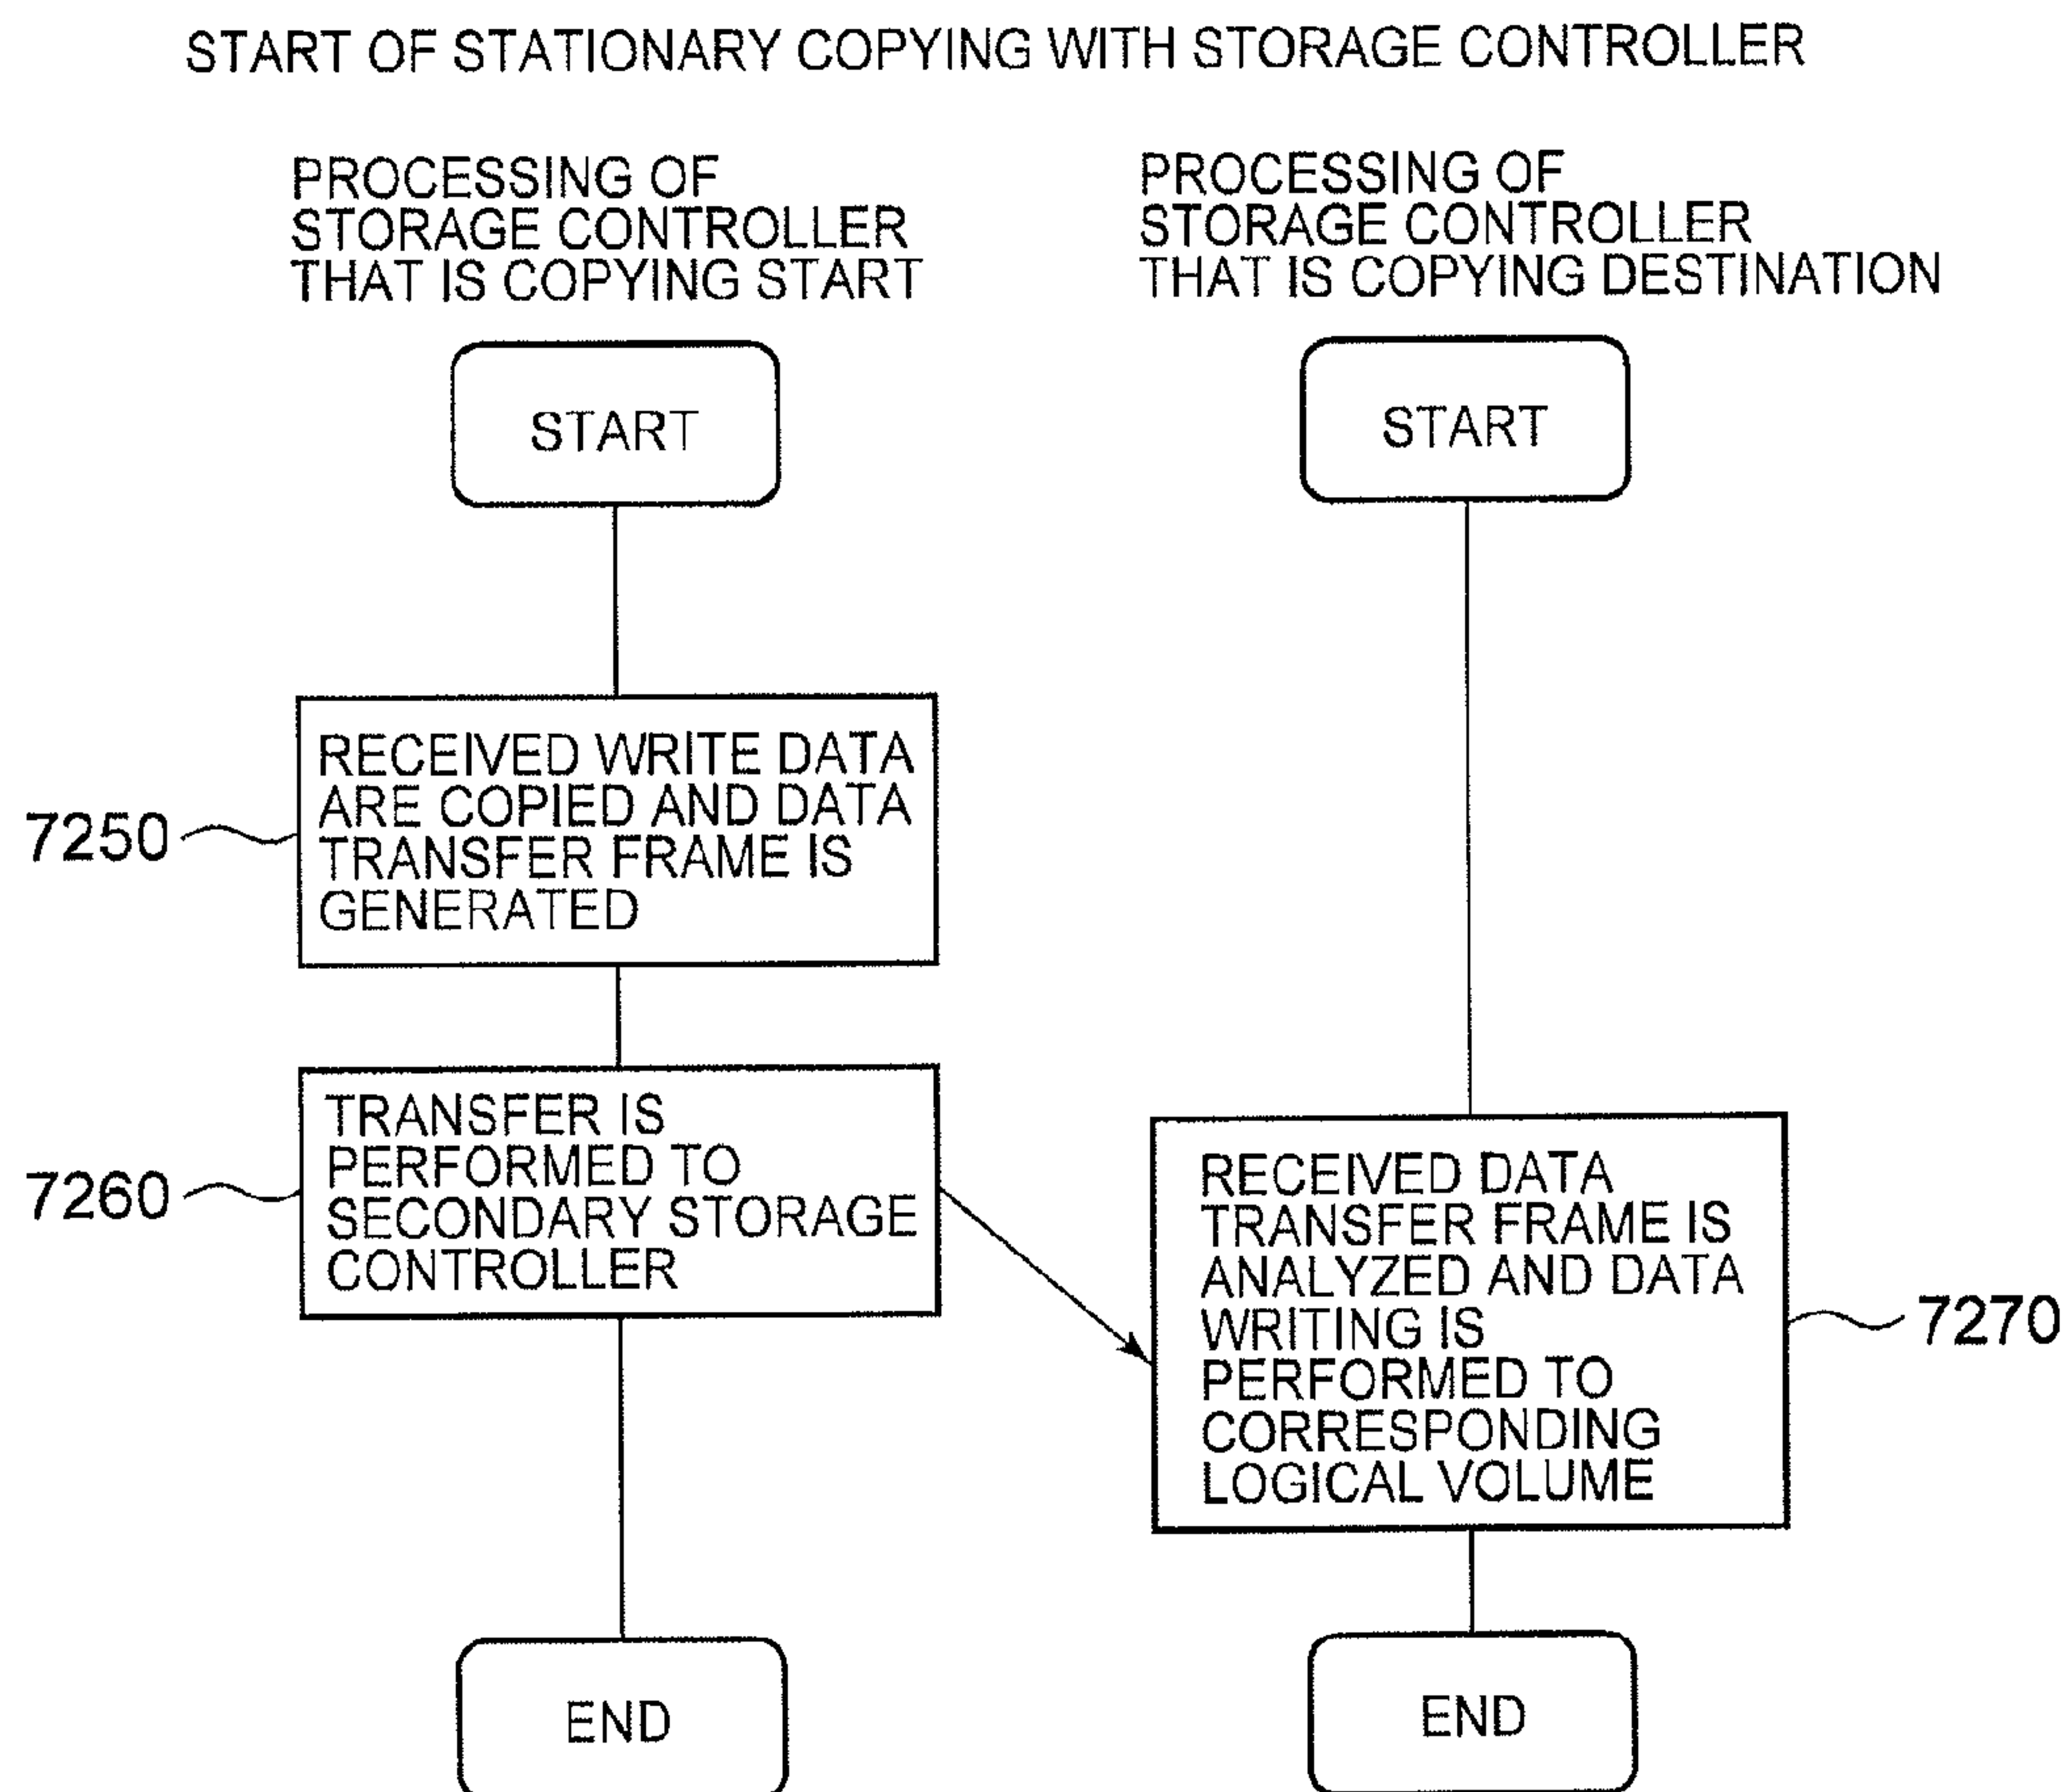 START OF STATIONARY COPYING WITH STORAGE CONTROLLER
PROCESSING OF
STORAGE CONTROLLER
THAT IS COPYING START
START
RECEIVED WRITE DATA
ARE COPIED AND DATA
TRANSFER FRAME IS
GENERATED
7250
TRANSFER IS
PERFORMED TO
SECONDARY STORAGE
CONTROLLER
7260
END
PROCESSING OF
STORAGE CONTROLLER
THAT IS COPYING DESTINATION
START
RECEIVED DATA
TRANSFER FRAME IS
ANALYZED AND DATA
WRITING IS
PERFORMED TO
CORRESPONDING
LOGICAL VOLUME
7270
END